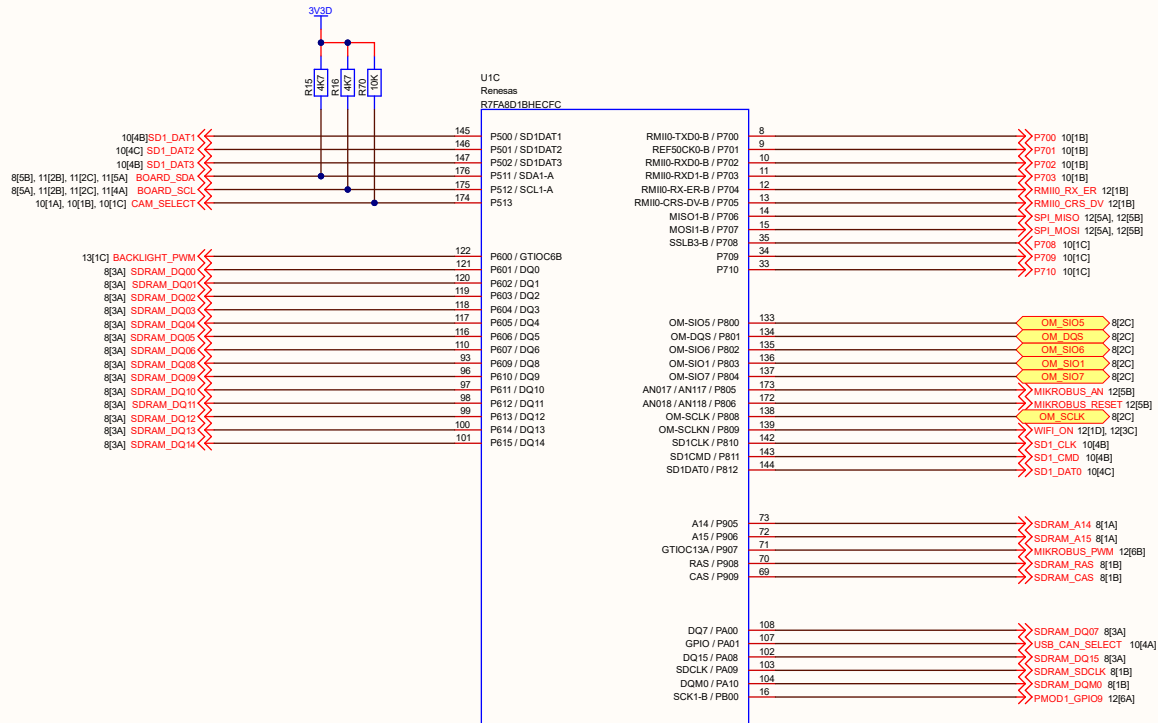 3V3D
R15 4K7 R16 4K7 R70 10K
U1C
Renesas
R7FA8D1BHECFC
10[4B] SD1_DAT1 145 P500 / SD1DAT1
10[4C] SD1_DAT2 146 P501 / SD1DAT2
10[4B] SD1_DAT3 147 P502 / SD1DAT3
8[5B], 11[2B], 11[2C], 11[5A] BOARD_SDA 176 P511 / SDA1-A
8[5A], 11[2B], 11[2C], 11[4A] BOARD_SCL 175 P512 / SCL1-A
10[1A], 10[1B], 10[1C] CAM_SELECT 174 P513
13[1C] BACKLIGHT_PWM 122 P600 / GTIOC6B
8[3A] SDRAM_DQ00 121 P601 / DQ0
8[3A] SDRAM_DQ01 120 P602 / DQ1
8[3A] SDRAM_DQ02 119 P603 / DQ2
8[3A] SDRAM_DQ03 118 P604 / DQ3
8[3A] SDRAM_DQ04 117 P605 / DQ4
8[3A] SDRAM_DQ05 116 P606 / DQ5
8[3A] SDRAM_DQ06 110 P607 / DQ6
8[3A] SDRAM_DQ08 93 P609 / DQ8
8[3A] SDRAM_DQ09 96 P610 / DQ9
8[3A] SDRAM_DQ10 97 P611 / DQ10
8[3A] SDRAM_DQ11 98 P612 / DQ11
8[3A] SDRAM_DQ12 99 P613 / DQ12
8[3A] SDRAM_DQ13 100 P614 / DQ13
8[3A] SDRAM_DQ14 101 P615 / DQ14
RMII0-TXD0-B / P700 8 P700 10[1B]
REF50CK0-B / P701 9 P701 10[1B]
RMII0-RXD0-B / P702 10 P702 10[1B]
RMII0-RXD1-B / P703 11 P703 10[1B]
RMII0-RX-ER-B / P704 12 RMII0_RX_ER 12[1B]
RMII0-CRS-DV-B / P705 13 RMII0_CRS_DV 12[1B]
MISO1-B / P706 14 SPI_MISO 12[5A], 12[5B]
MOSI1-B / P707 15 SPI_MOSI 12[5A], 12[5B]
SSLB3-B / P708 35 P708 10[1C]
P709 34 P709 10[1C]
P710 33 P710 10[1C]
OM-SIO5 / P800 133 OM_SIO5 8[2C]
OM-DQS / P801 134 OM_DQS 8[2C]
OM-SIO6 / P802 135 OM_SIO6 8[2C]
OM-SIO1 / P803 136 OM_SIO1 8[2C]
OM-SIO7 / P804 137 OM_SIO7 8[2C]
AN017 / AN117 / P805 173 MIKROBUS_AN 12[5B]
AN018 / AN118 / P806 172 MIKROBUS_RESET 12[5B]
OM-SCLK / P808 138 OM_SCLK 8[2C]
OM-SCLKN / P809 139 WIFI_ON 12[1D], 12[3C]
SD1CLK / P810 142 SD1_CLK 10[4B]
SD1CMD / P811 143 SD1_CMD 10[4B]
SD1DAT0 / P812 144 SD1_DAT0 10[4C]
A14 / P905 73 SDRAM_A14 8[1A]
A15 / P906 72 SDRAM_A15 8[1A]
GTIOC13A / P907 71 MIKROBUS_PWM 12[6B]
RAS / P908 70 SDRAM_RAS 8[1B]
CAS / P909 69 SDRAM_CAS 8[1B]
DQ7 / PA00 108 SDRAM_DQ07 8[3A]
GPIO / PA01 107 USB_CAN_SELECT 10[4A]
DQ15 / PA08 102 SDRAM_DQ15 8[3A]
SDCLK / PA09 103 SDRAM_SDCLK 8[1B]
DQM0 / PA10 104 SDRAM_DQM0 8[1B]
SCK1-B / PB00 16 PMOD1_GPIO9 12[6A]